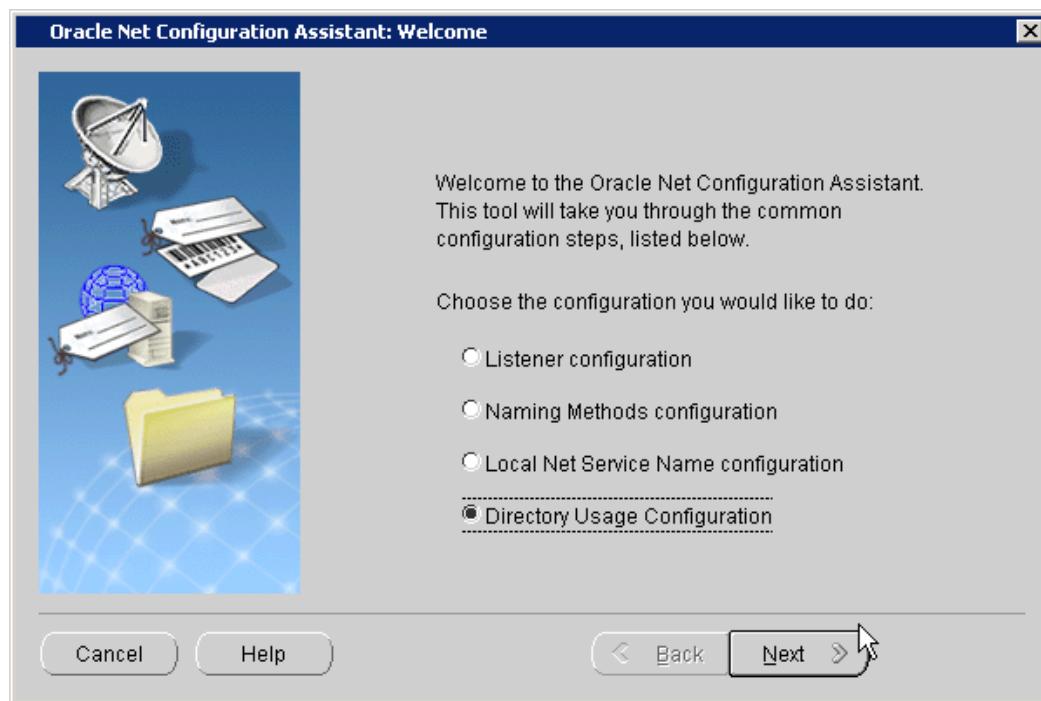 Oracle Net Configuration Assistant: Welcome
Welcome to the Oracle Net Configuration Assistant.
This tool will take you through the common
configuration steps, listed below.
Choose the configuration you would like to do:
Listener configuration
Naming Methods configuration
Local Net Service Name configuration
Directory Usage Configuration
Cancel Help Back Next